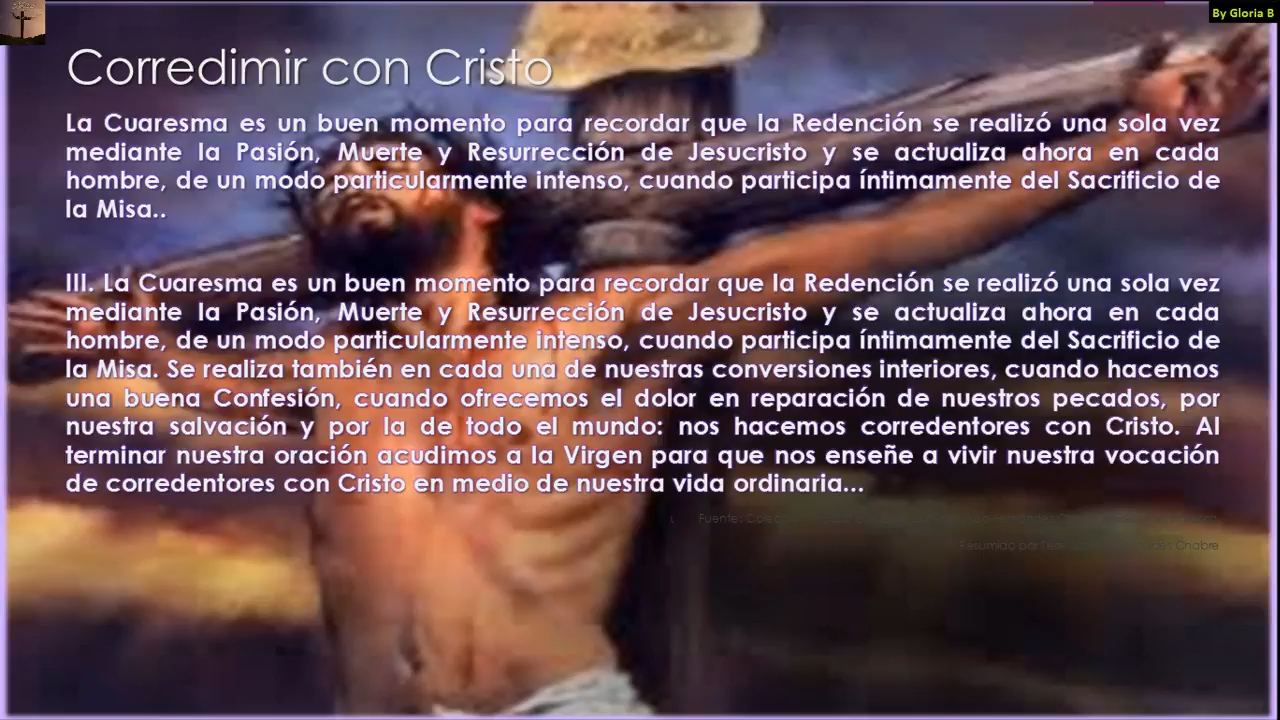 By Gloria B
Corredimir con Cristo
La Cuaresma es un buen momento para recordar que la Redención se realizó una sola vez
mediante la Pasión, Muerte y Resurrección de Jesucristo y se actualiza ahora en cada
hombre, de un modo particularmente intenso, cuando participa íntimamente del Sacrificio de
la Misa..
III. La Cuaresma es un buen momento para recordar que la Redención se realizó una sola vez
mediante la Pasión, Muerte y Resurrección de Jesucristo y se actualiza ahora en cada
hombre, de un modo particularmente intenso, cuando participa íntimamente del Sacrificio de
la Misa. Se realiza también en cada una de nuestras conversiones interiores, cuando hacemos
una buena Confesión, cuando ofrecemos el dolor en reparación de nuestros pecados, por
nuestra salvación y por la de todo el mundo: nos hacemos corredentores con Cristo. Al
terminar nuestra oración acudimos a la Virgen para que nos enseñe a vivir nuestra vocación
de corredentores con Cristo en medio de nuestra vida ordinaria...
Fuente:
Resumido por